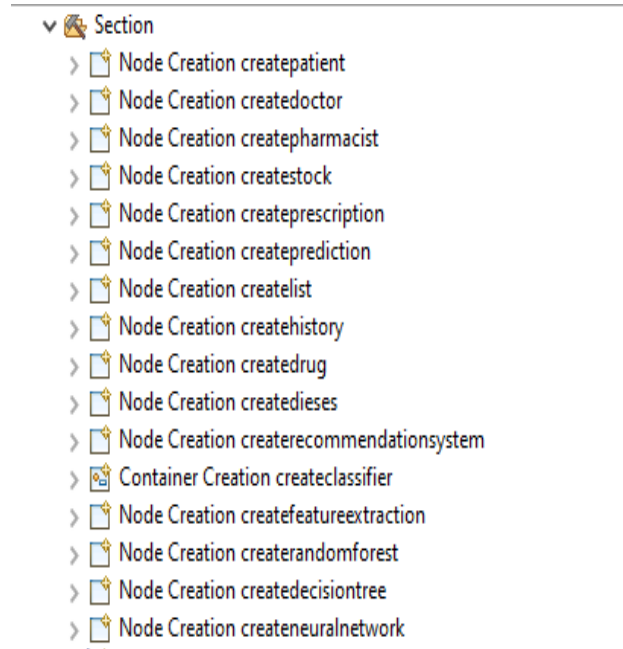 Section
Node Creation createpatient
Node Creation createdoctor
Node Creation createpharmacist
Node Creation createstock
Node Creation createprescription
Node Creation createprediction
Node Creation createlist
Node Creation createhistory
Node Creation createdrug
Node Creation createdieses
Node Creation createrecommendationsystem
Container Creation createclassifier
Node Creation createfeatureextraction
Node Creation createrandomforest
Node Creation createdecisiontree
Node Creation createneuralnetwork